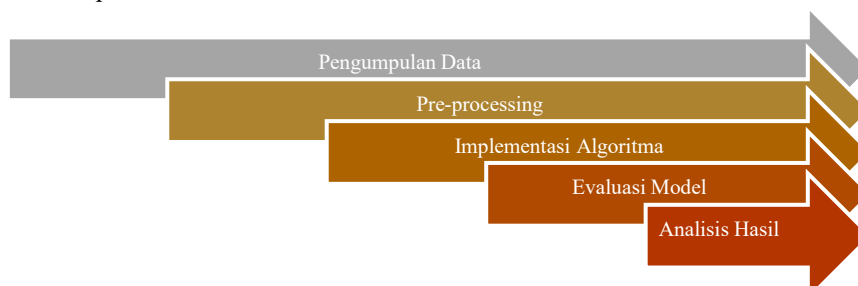 Pengumpulan Data
Pre-processing
Implementasi Algoritma
Evaluasi Model
Analisis Hasil